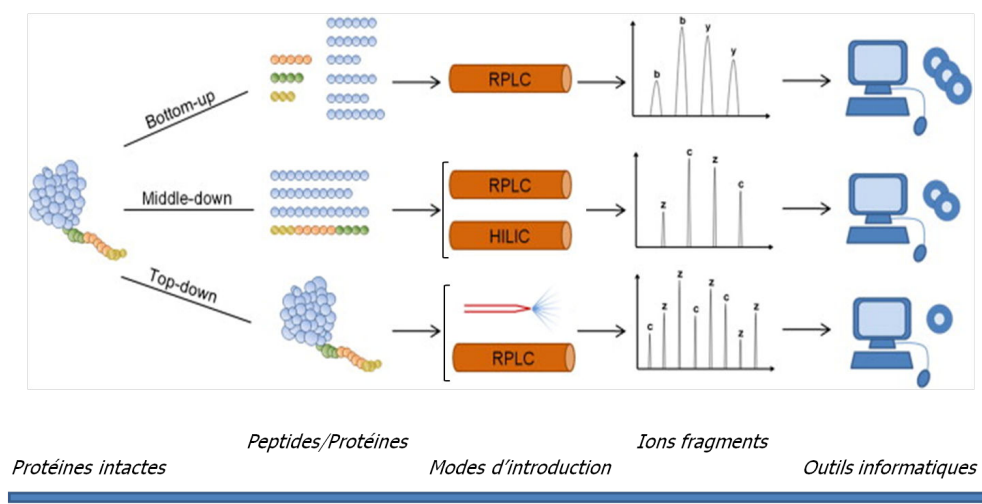 b
y
y
b
Bottom-up
RPLC
c
z
z
c
Middle-down
RPLC
HILIC
Top-down
z
z
z
c
c
c
z
z
RPLC
Peptides/Protéines
Ions fragments
Protéines intactes
Modes d'introduction
Outils informatiques